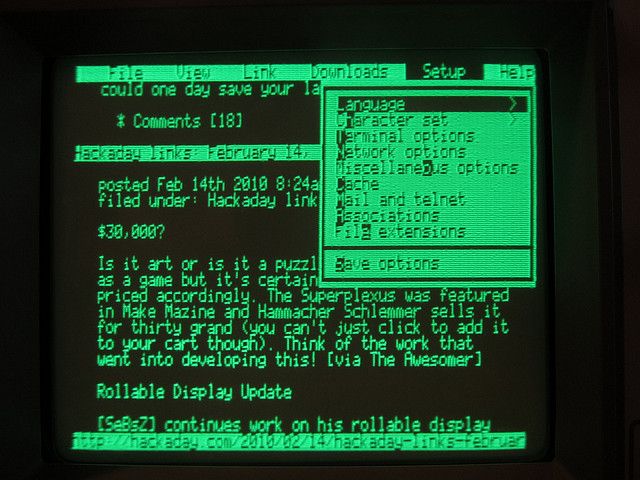 File View Link Downloads Setup Help
could one day save your la
* Comments [18]
Hackaday links: February 14,
posted Feb 14th 2010 8:24a
filed under: Hackaday link
$30,000?
Is it art or is it a puzzl
as a game but it's certain
priced accordingly. The Superplexus was featured
in Make Mazine and Hammacher Schlemmer sells it
for thirty grand (you can't just click to add it
to your cart though). Think of the work that
went into developing this! [via The Awesomer]
Rollable Display Update
[SeBsZ] continues work on his rollable display
http://hackaday.com/2010/02/14/hackaday-links-februar
Language >
Character set >
Terminal options
Network options
Miscellaneous options
Cache
Mail and telnet
Associations
File extensions
Save options